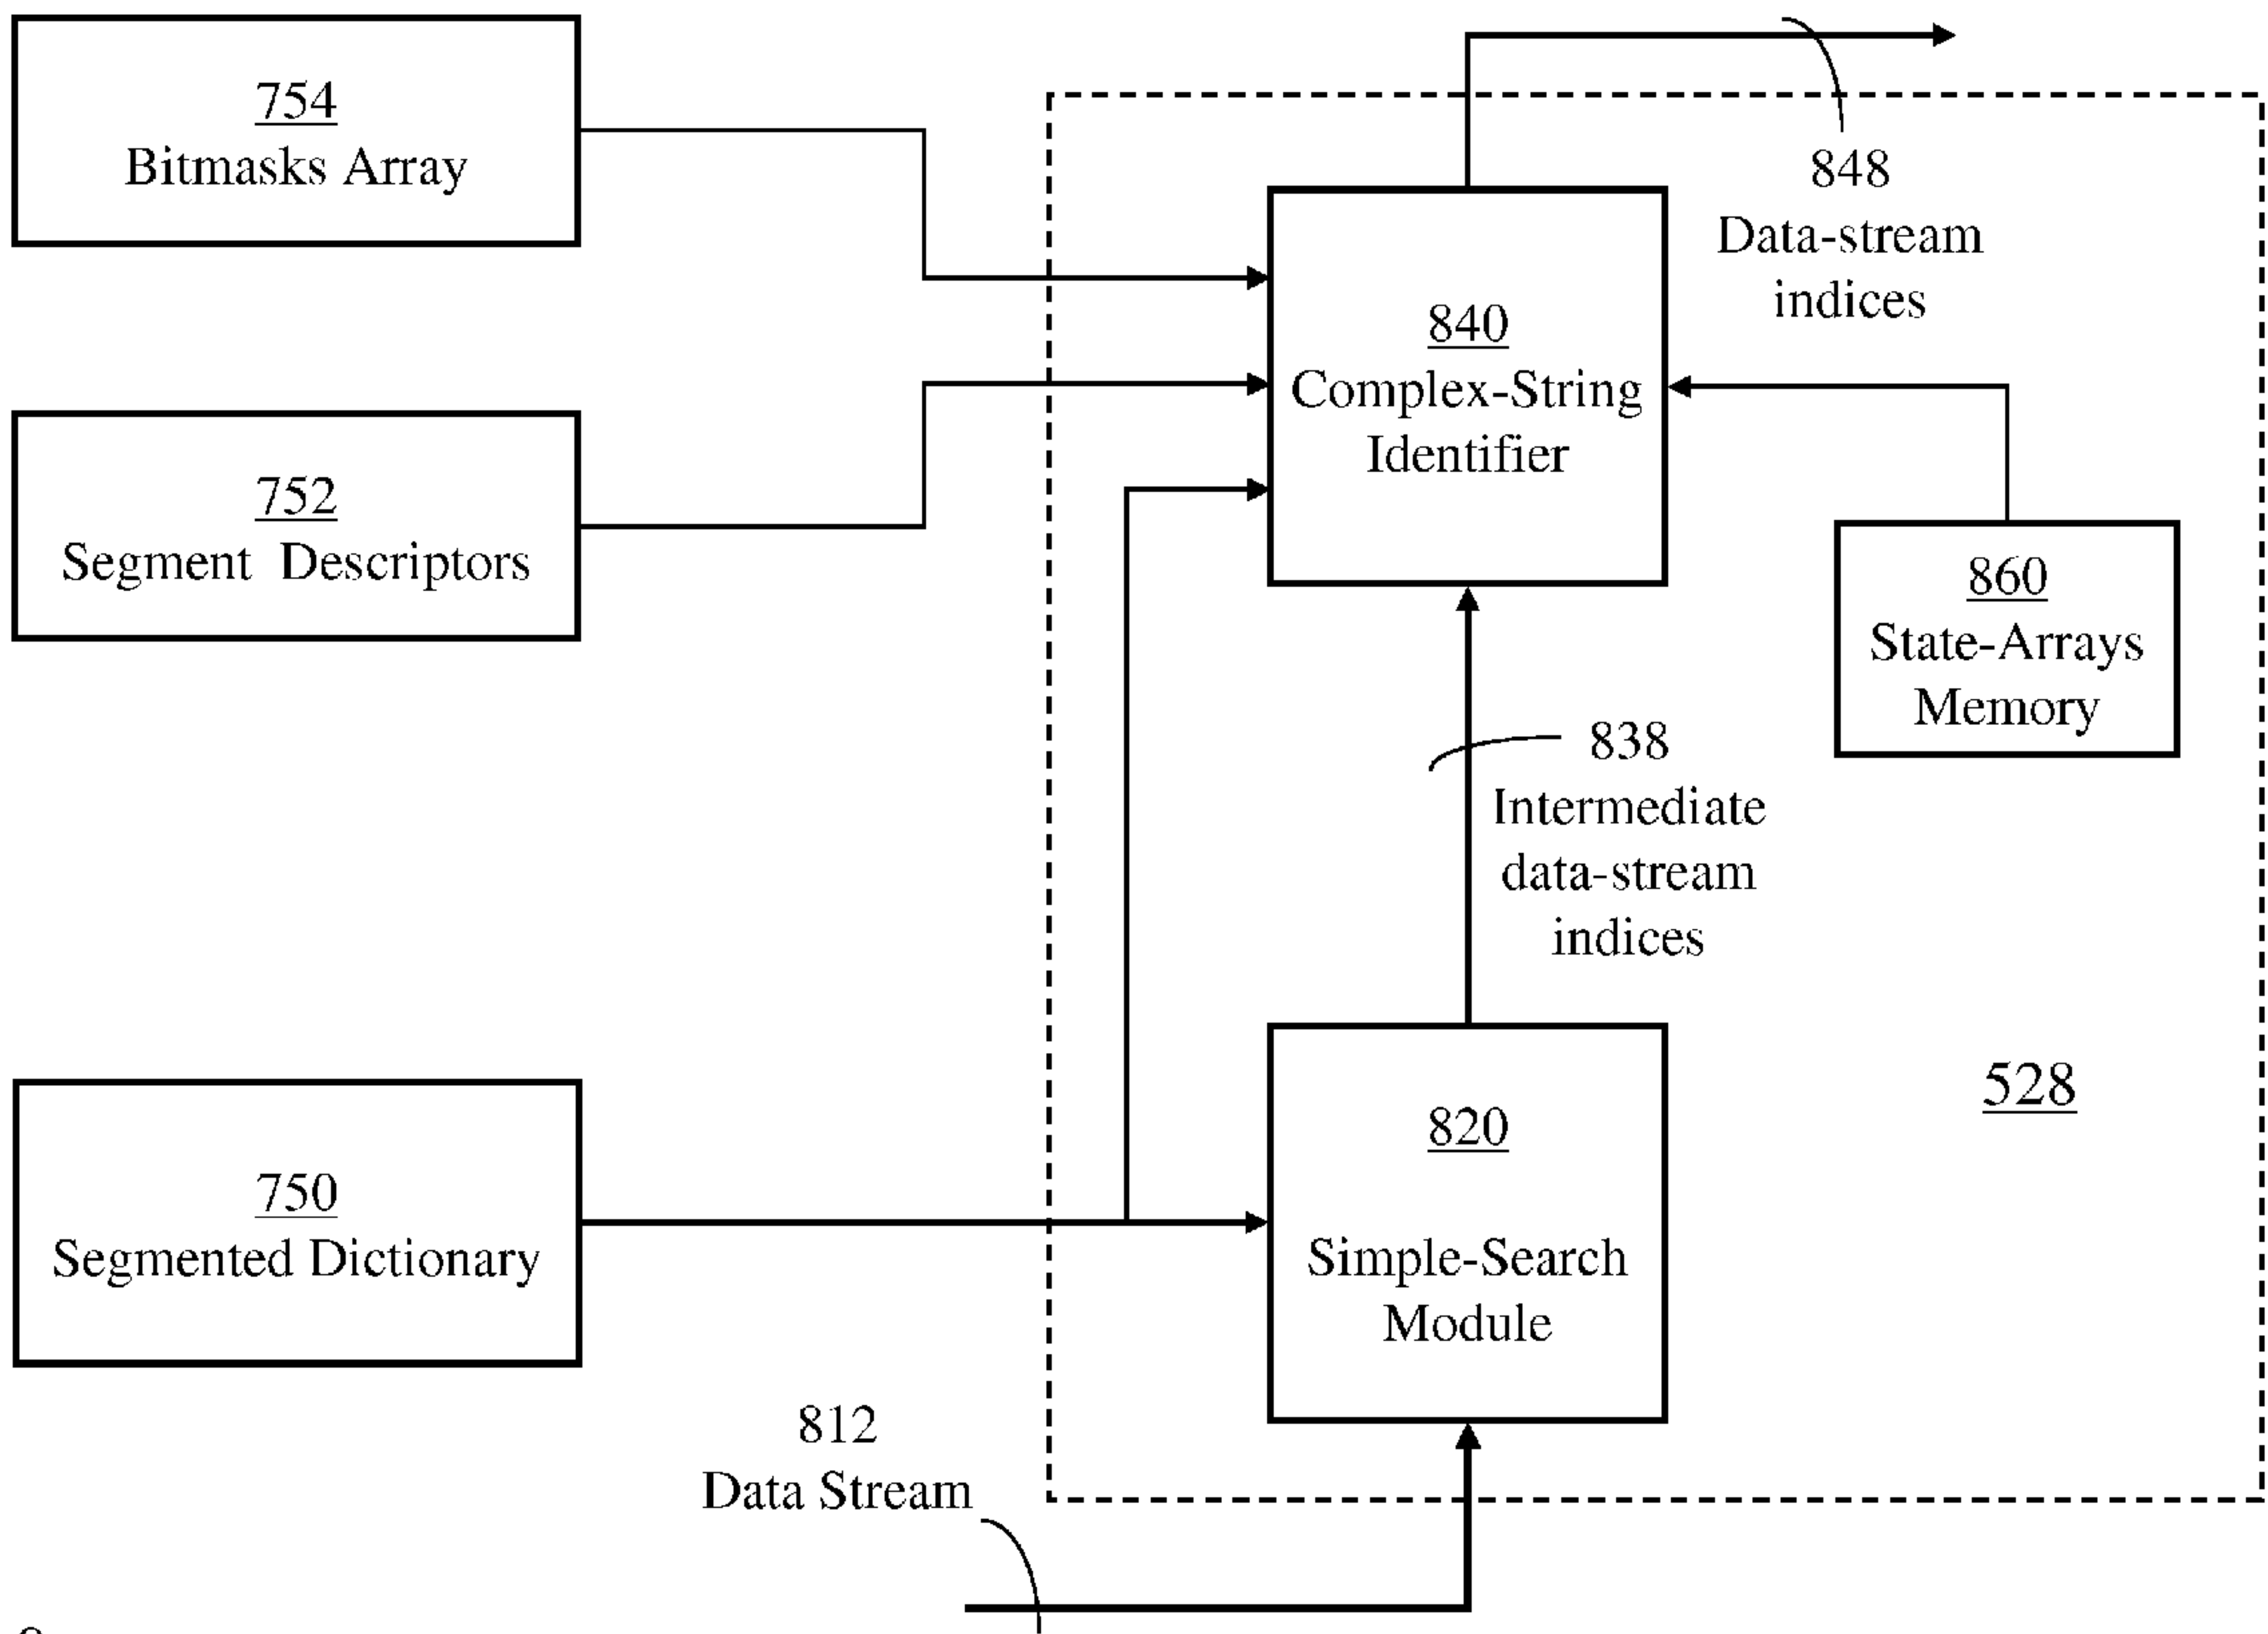 754
Bitmasks Array
848
Data-stream
indices
840
Complex-String
Identifier
752
Segment Descriptors
860
State-Arrays
Memory
838
Intermediate
data-stream
indices
528
820
Simple-Search
Module
750
Segmented Dictionary
812
Data Stream